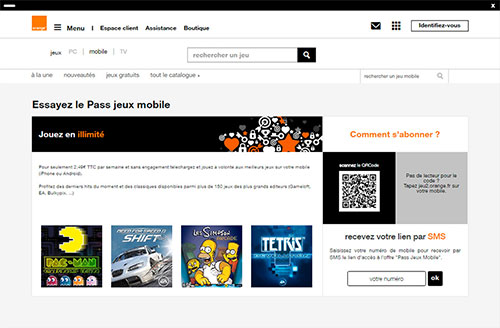 x
orange
Menu | Espace client Assistance Boutique
Identifiez-vous
jeux PC mobile TV
rechercher un jeu
à la une nouveautés jeux gratuits tout le catalogue
rechercher un jeu mobile
Essayez le Pass jeux mobile
Jouez en illimité
Comment s'abonner ?
Pour seulement 2,49€ TTC par semaine et sans engagement téléchargez et jouez à volonté aux meilleurs jeux sur votre mobile
(iPhone ou Android).
Profitez des derniers hits du moment et des classiques disponibles parmi plus de 150 jeux des plus grands éditeurs (Gameloft,
EA, Bulkypix, ...)
scannez le QRCode
Pas de lecteur pour le
code ?
Tapez jeu2.orange.fr sur
votre mobile.
PAC-MAN
NEED FOR SPEED
SHIFT
EA
Les SIMPSON
ARCADE
TETRIS
recevez votre lien par SMS
Saisissez votre numéro de mobile pour recevoir par
SMS le lien d'accès à l'offre "Pass Jeux Mobile".
votre numéro
ok